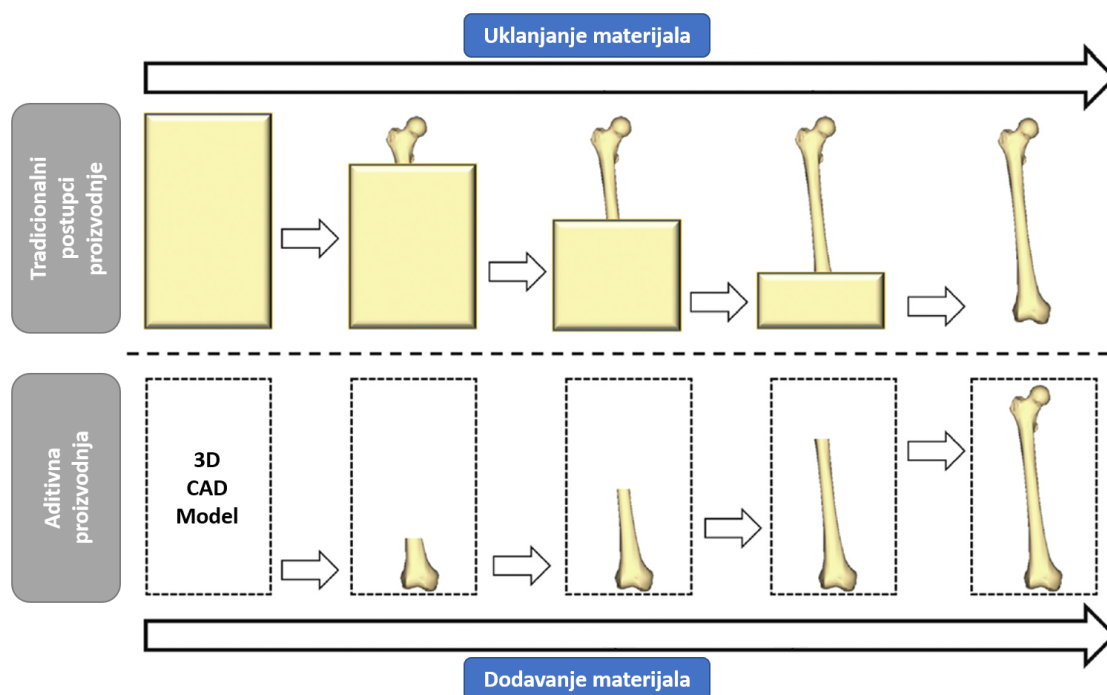 Uklanjanje materijala
Tradicionalni
postupci
proizvodnje
3D
CAD
Model
Aditivna
proizvodnja
Dodavanje materijala